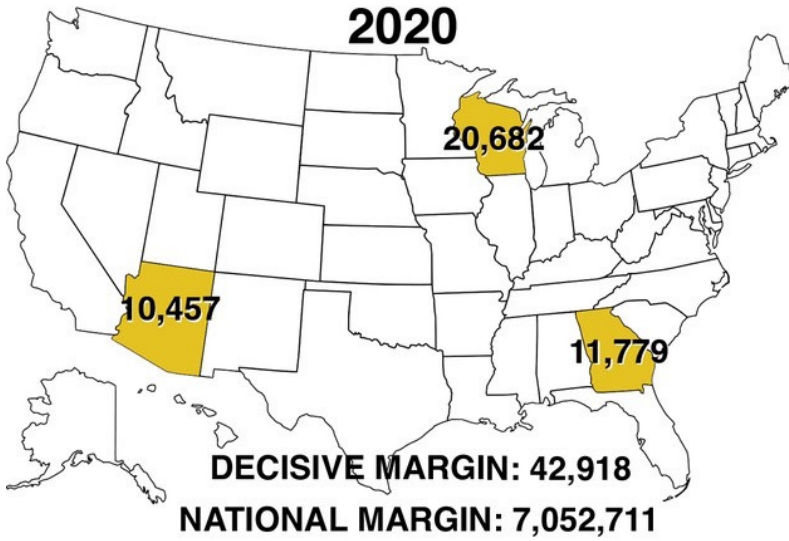 2020
20,682
10,457
11,779
DECISIVE MARGIN: 42,918
NATIONAL MARGIN: 7,052,711